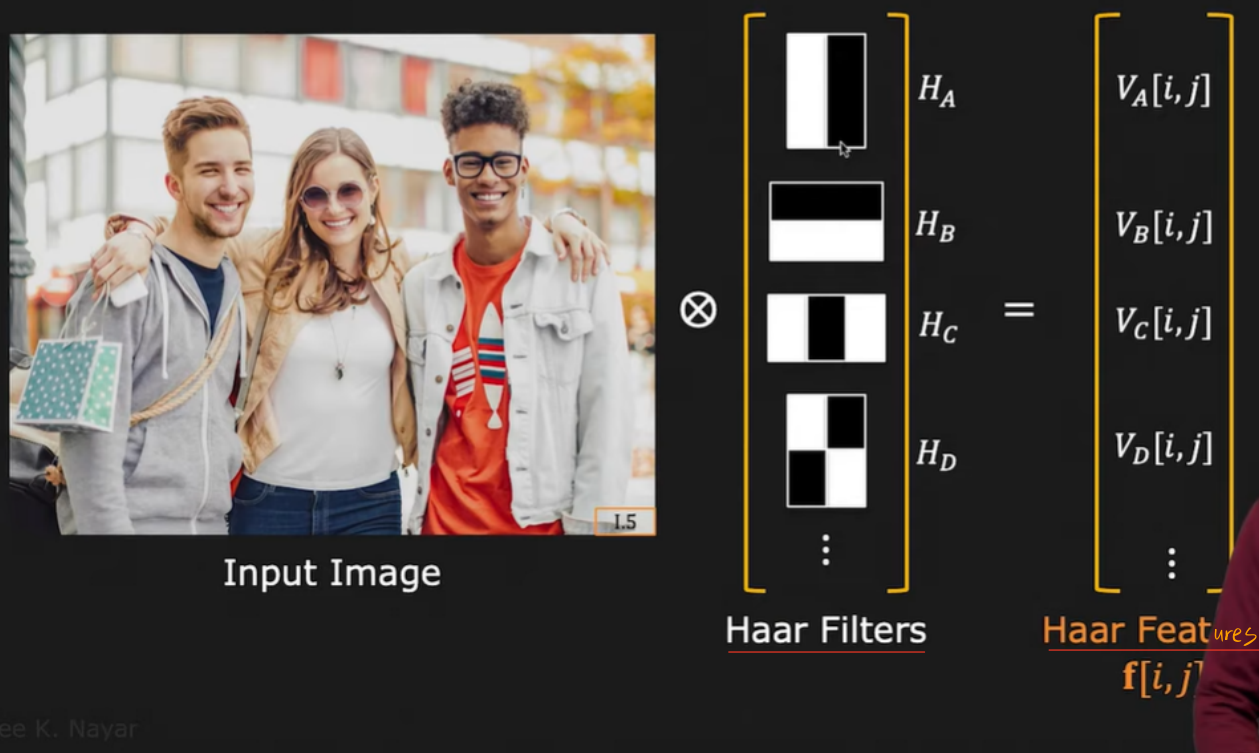 H_A
V_A[i, j]
H_B
V_B[i, j]
H_C
V_C[i, j]
⊗
=
H_D
V_D[i, j]
I.5
⋮
⋮
Input Image
Haar Filters
Haar Features
f[i, j]
ee K. Nayar